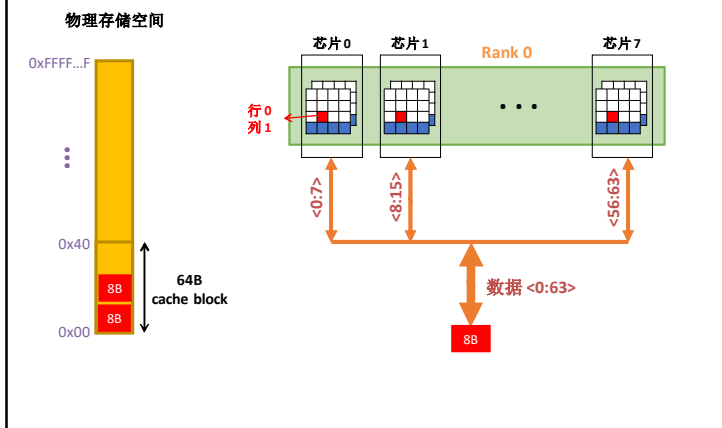 物理存储空间
0xFFFF...F
⋮
0x40
8B
8B
0x00
64B
cache block
芯片 0
芯片 1
Rank 0
芯片 7
行 0
列 1
• • •
<0:7>
<8:15>
<56:63>
数据 <0:63>
8B